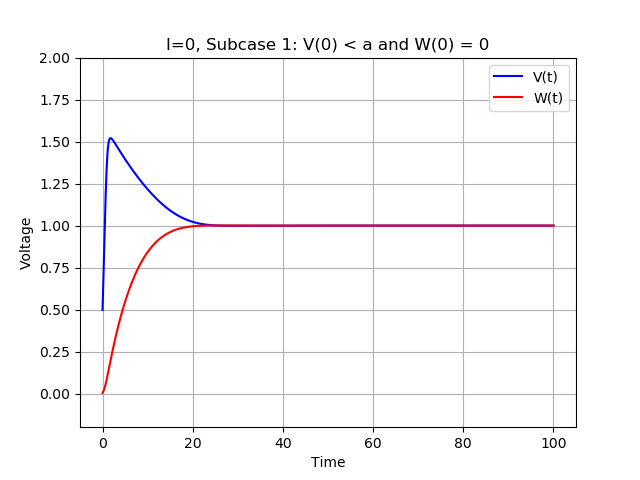 I=0, Subcase 1: V(0) < a and W(0) = 0
2.00
1.75
1.50
1.25
1.00
0.75
0.50
0.25
0.00
Voltage
V(t)
W(t)
0 20 40 60 80 100
Time